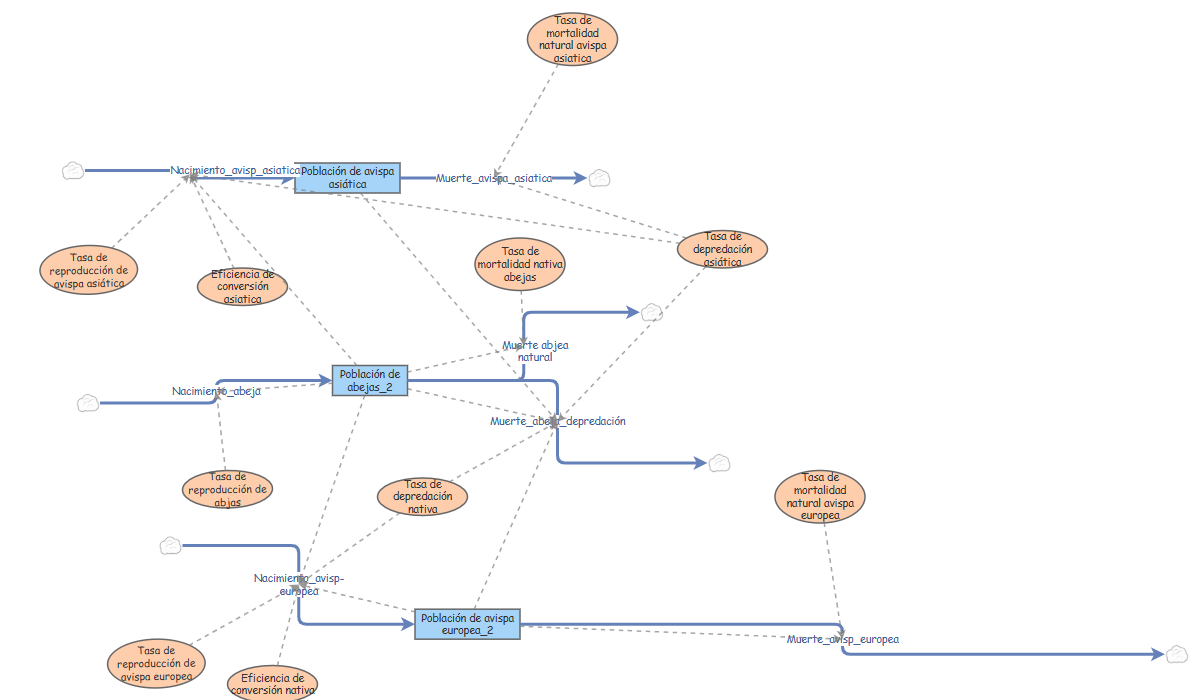 Tasa de
mortalidad
natural avispa
asiatica
Nacimiento_avisp_asiatica
Población de avispa
asiática
Muerte_avispa_asiatica
Tasa de
reproducción de
avispa asiática
Eficiencia de
conversión
asiatica
Tasa de
mortalidad nativa
abejas
Tasa de
depredación
asiática
Muerte abjea
natural
Población de
abejas_2
Nacimiento_abeja
Muerte_abeja_depredación
Tasa de
reproducción de
abjas
Tasa de
depredación
nativa
Tasa de
mortalidad
natural avispa
europea
Nacimiento_avisp-
europea
Población de avispa
europea_2
Muerte_avisp_europea
Tasa de
reproducción de
avispa europea
Eficiencia de
conversión nativa